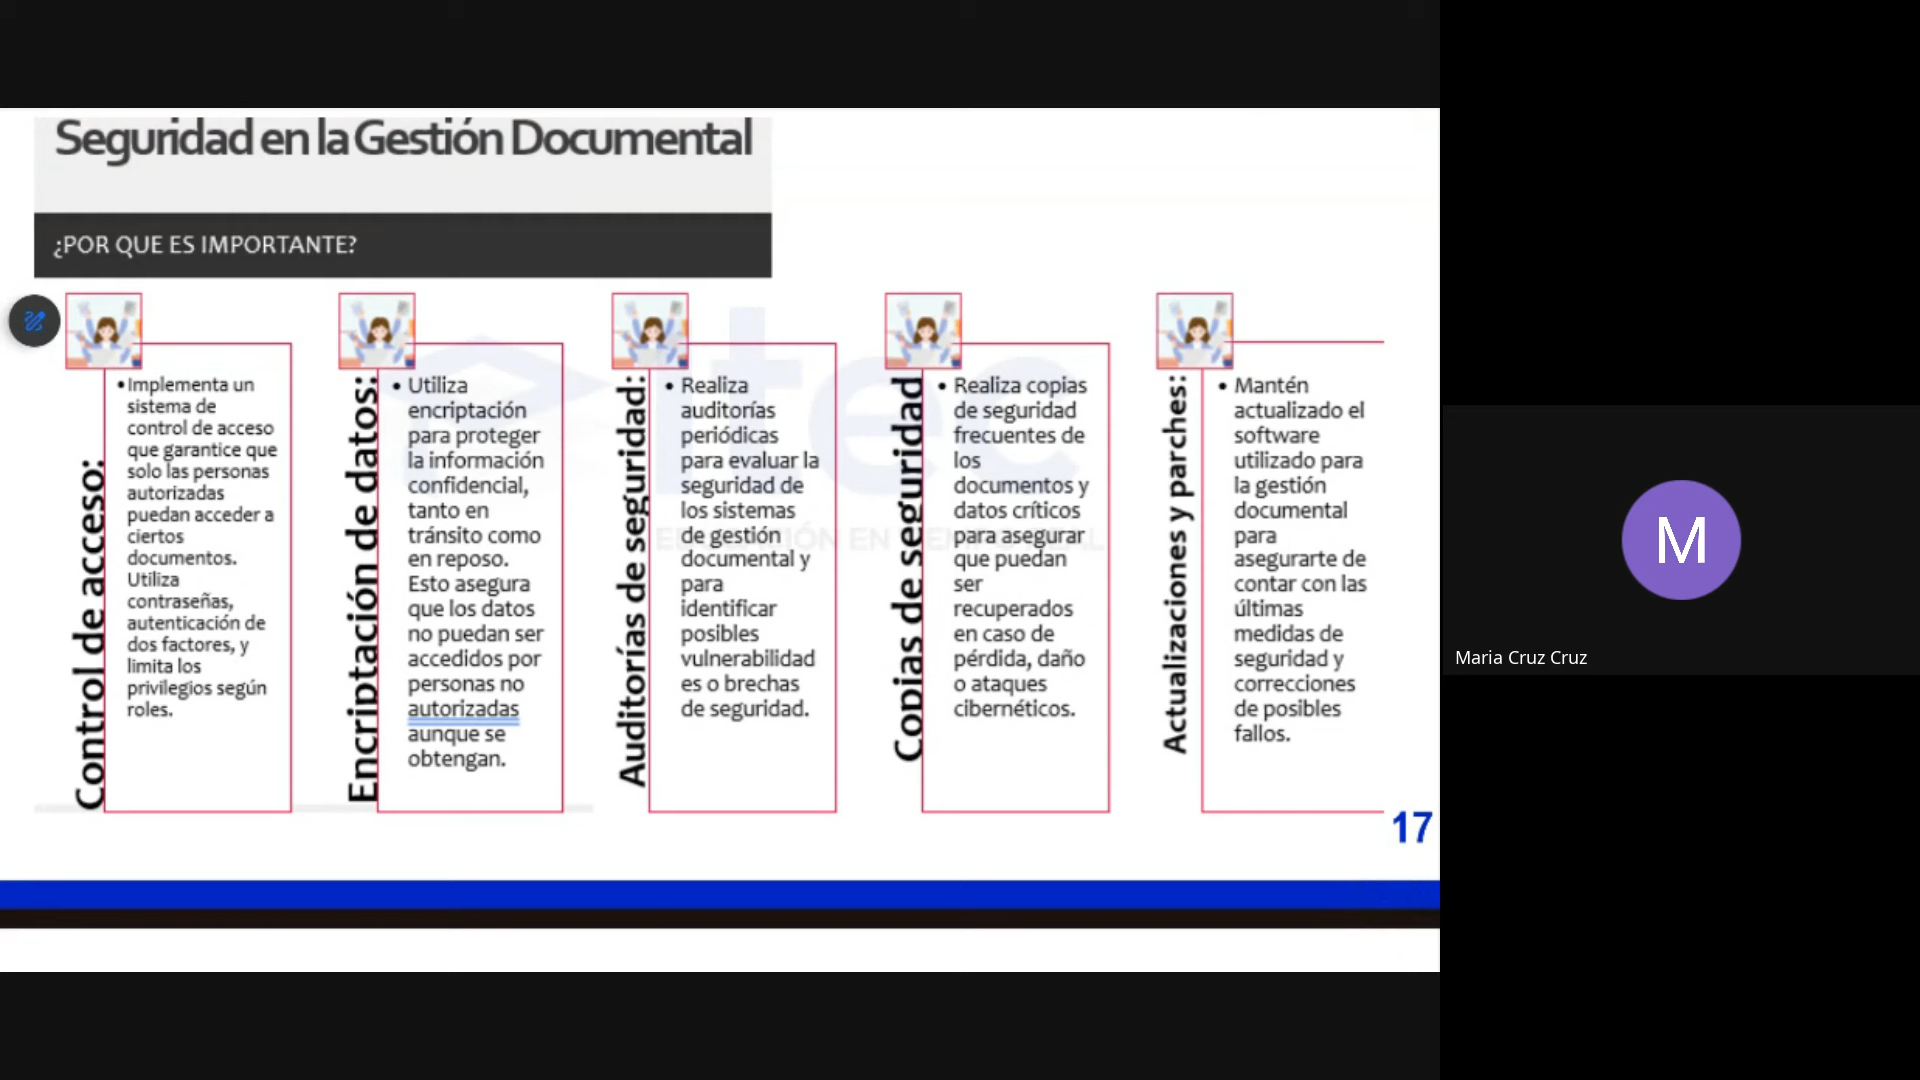 Seguridad en la Gestión Documental
¿POR QUE ES IMPORTANTE?
Control de acceso:
•Implementa un
sistema de
control de acceso
que garantice que
solo las personas
autorizadas
puedan acceder a
ciertos
documentos.
Utiliza
contraseñas,
autenticación de
dos factores, y
limita los
privilegios según
roles.
Encriptación de datos:
• Utiliza
encriptación
para proteger
la información
confidencial,
tanto en
tránsito como
en reposo.
Esto asegura
que los datos
no puedan ser
accedidos por
personas no
autorizadas
aunque se
obtengan.
Auditorías de seguridad:
• Realiza
auditorías
periódicas
para evaluar la
seguridad de
los sistemas
de gestión
documental y
para
identificar
posibles
vulnerabilidad
es o brechas
de seguridad.
Copias de seguridad
• Realiza copias
de seguridad
frecuentes de
los
documentos y
datos críticos
para asegurar
que puedan
ser
recuperados
en caso de
pérdida, daño
o ataques
cibernéticos.
Actualizaciones y parches:
• Mantén
actualizado el
software
utilizado para
la gestión
documental
para
asegurarte de
contar con las
últimas
medidas de
seguridad y
correcciones
de posibles
fallos.
itec
EDUCACIÓN EN TIEMPO REAL
17
M
Maria Cruz Cruz